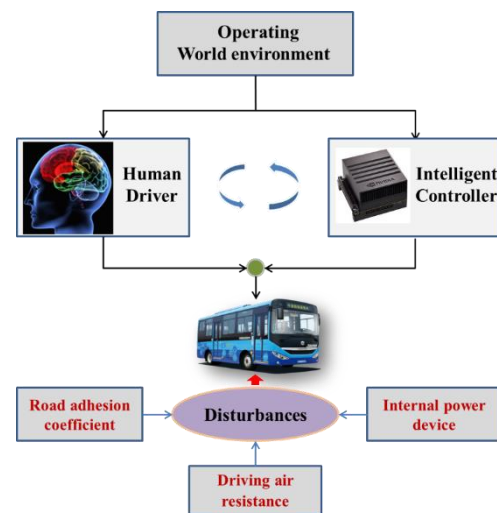 Operating
World environment
Human
Driver
Intelligent
Controller
Road adhesion
coefficient
Disturbances
Internal power
device
Driving air
resistance